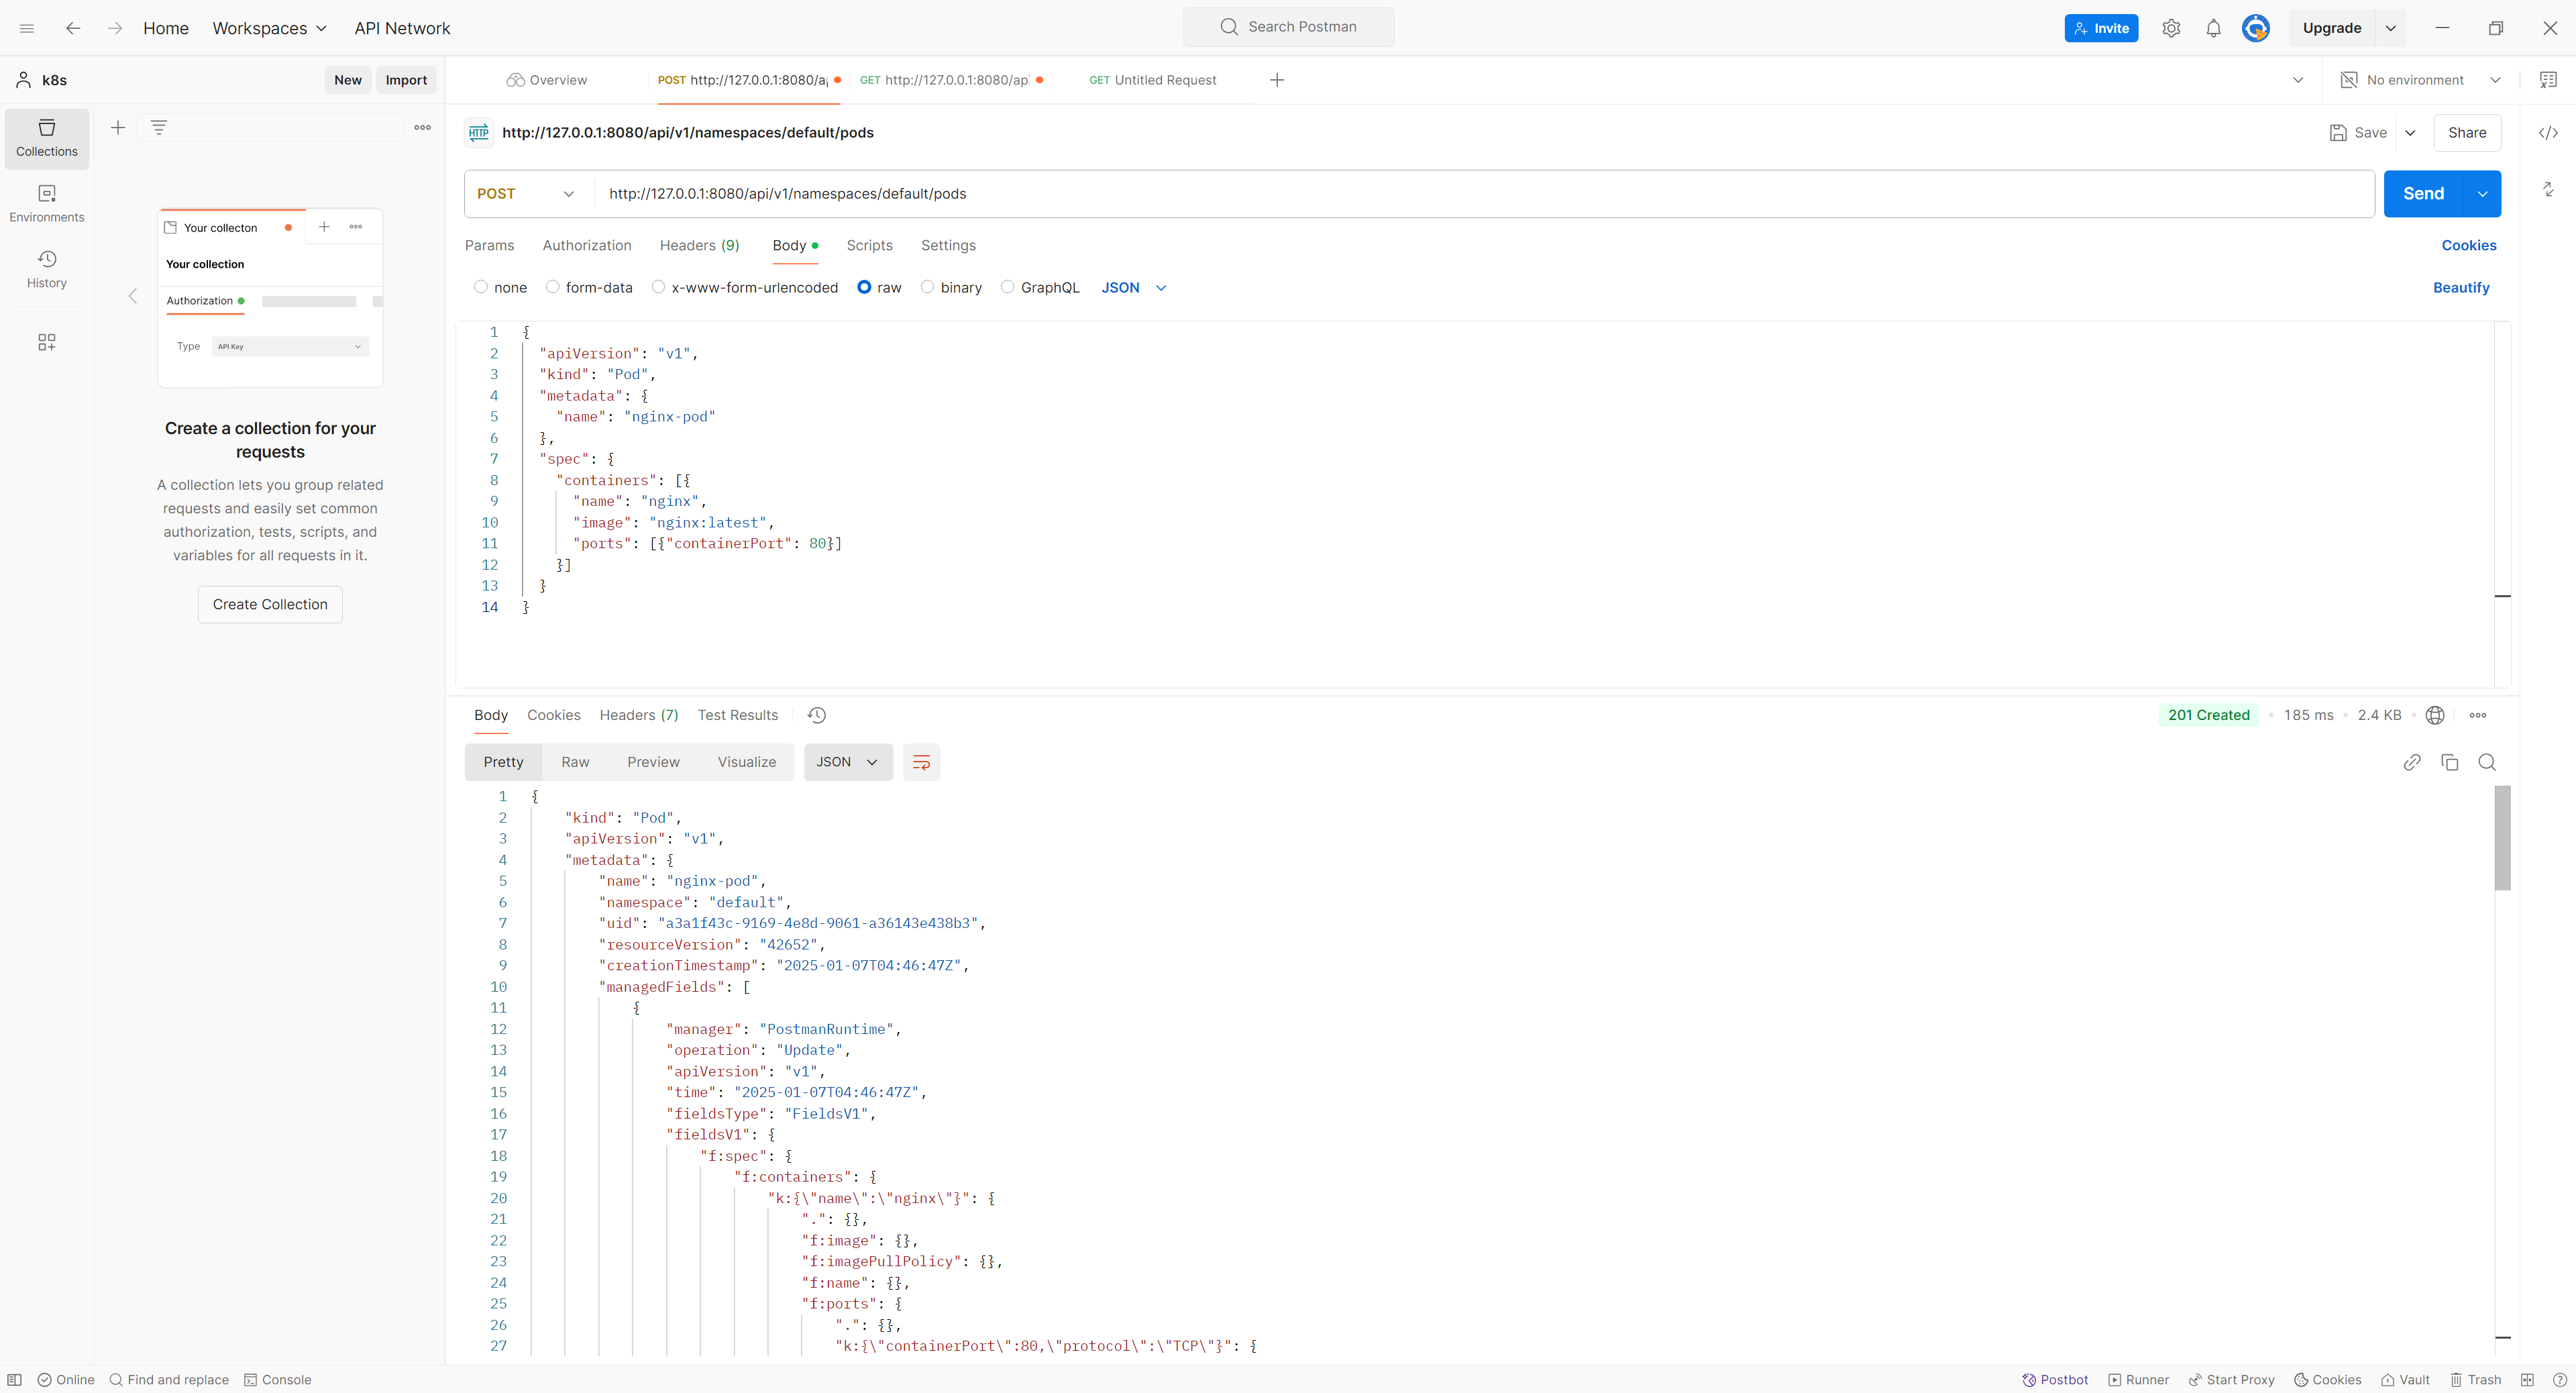 Home Workspaces API Network Search Postman Invite Upgrade
k8s New Import Overview POST http://127.0.0.1:8080/a GET http://127.0.0.1:8080/ap GET Untitled Request No environment
Collections
Environments
History
Your collecton
Your collection
Authorization
Type API Key
Create a collection for your
requests
A collection lets you group related
requests and easily set common
authorization, tests, scripts, and
variables for all requests in it.
Create Collection
HTTP http://127.0.0.1:8080/api/v1/namespaces/default/pods Save Share
POST http://127.0.0.1:8080/api/v1/namespaces/default/pods Send
Params Authorization Headers (9) Body Scripts Settings Cookies
none form-data x-www-form-urlencoded raw binary GraphQL JSON Beautify
1 {
2 "apiVersion": "v1",
3 "kind": "Pod",
4 "metadata": {
5 "name": "nginx-pod"
6 },
7 "spec": {
8 "containers": [{
9 "name": "nginx",
10 "image": "nginx:latest",
11 "ports": [{"containerPort": 80}]
12 }]
13 }
14 }
Body Cookies Headers (7) Test Results 201 Created 185 ms 2.4 KB
Pretty Raw Preview Visualize JSON
1 {
2 "kind": "Pod",
3 "apiVersion": "v1",
4 "metadata": {
5 "name": "nginx-pod",
6 "namespace": "default",
7 "uid": "a3a1f43c-9169-4e8d-9061-a36143e438b3",
8 "resourceVersion": "42652",
9 "creationTimestamp": "2025-01-07T04:46:47Z",
10 "managedFields": [
11 {
12 "manager": "PostmanRuntime",
13 "operation": "Update",
14 "apiVersion": "v1",
15 "time": "2025-01-07T04:46:47Z",
16 "fieldsType": "FieldsV1",
17 "fieldsV1": {
18 "f:spec": {
19 "f:containers": {
20 "k:{\"name\":\"nginx\"}": {
21 ".": {},
22 "f:image": {},
23 "f:imagePullPolicy": {},
24 "f:name": {},
25 "f:ports": {
26 ".": {},
27 "k:{\"containerPort\":80,\"protocol\":\"TCP\"}": {
Online Find and replace Console Postbot Runner Start Proxy Cookies Vault Trash